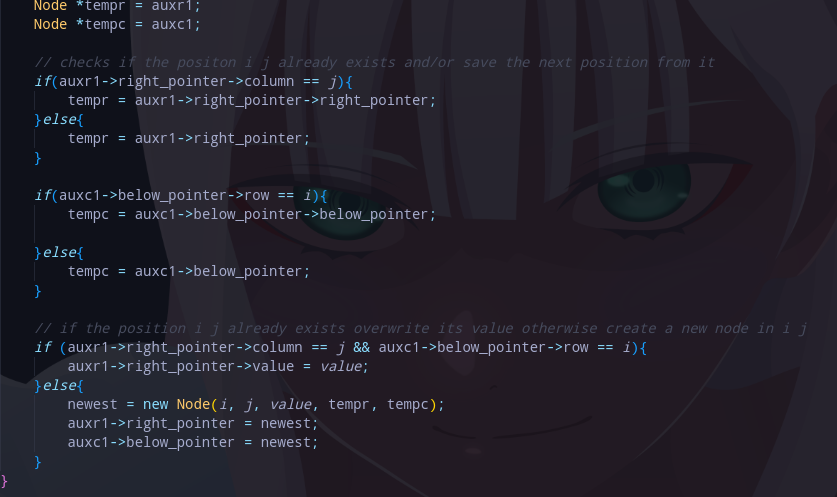 Node *tempr = auxr1;
Node *tempc = auxc1;
// checks if the positon i j already exists and/or save the next position from it
if(auxr1->right_pointer->column == j){
tempr = auxr1->right_pointer->right_pointer;
}else{
tempr = auxr1->right_pointer;
}
if(auxc1->below_pointer->row == i){
tempc = auxc1->below_pointer->below_pointer;
}else{
tempc = auxc1->below_pointer;
}
// if the position i j already exists overwrite its value otherwise create a new node in i j
if (auxr1->right_pointer->column == j && auxc1->below_pointer->row == i){
auxr1->right_pointer->value = value;
}else{
newest = new Node(i, j, value, tempr, tempc);
auxr1->right_pointer = newest;
auxc1->below_pointer = newest;
}
}